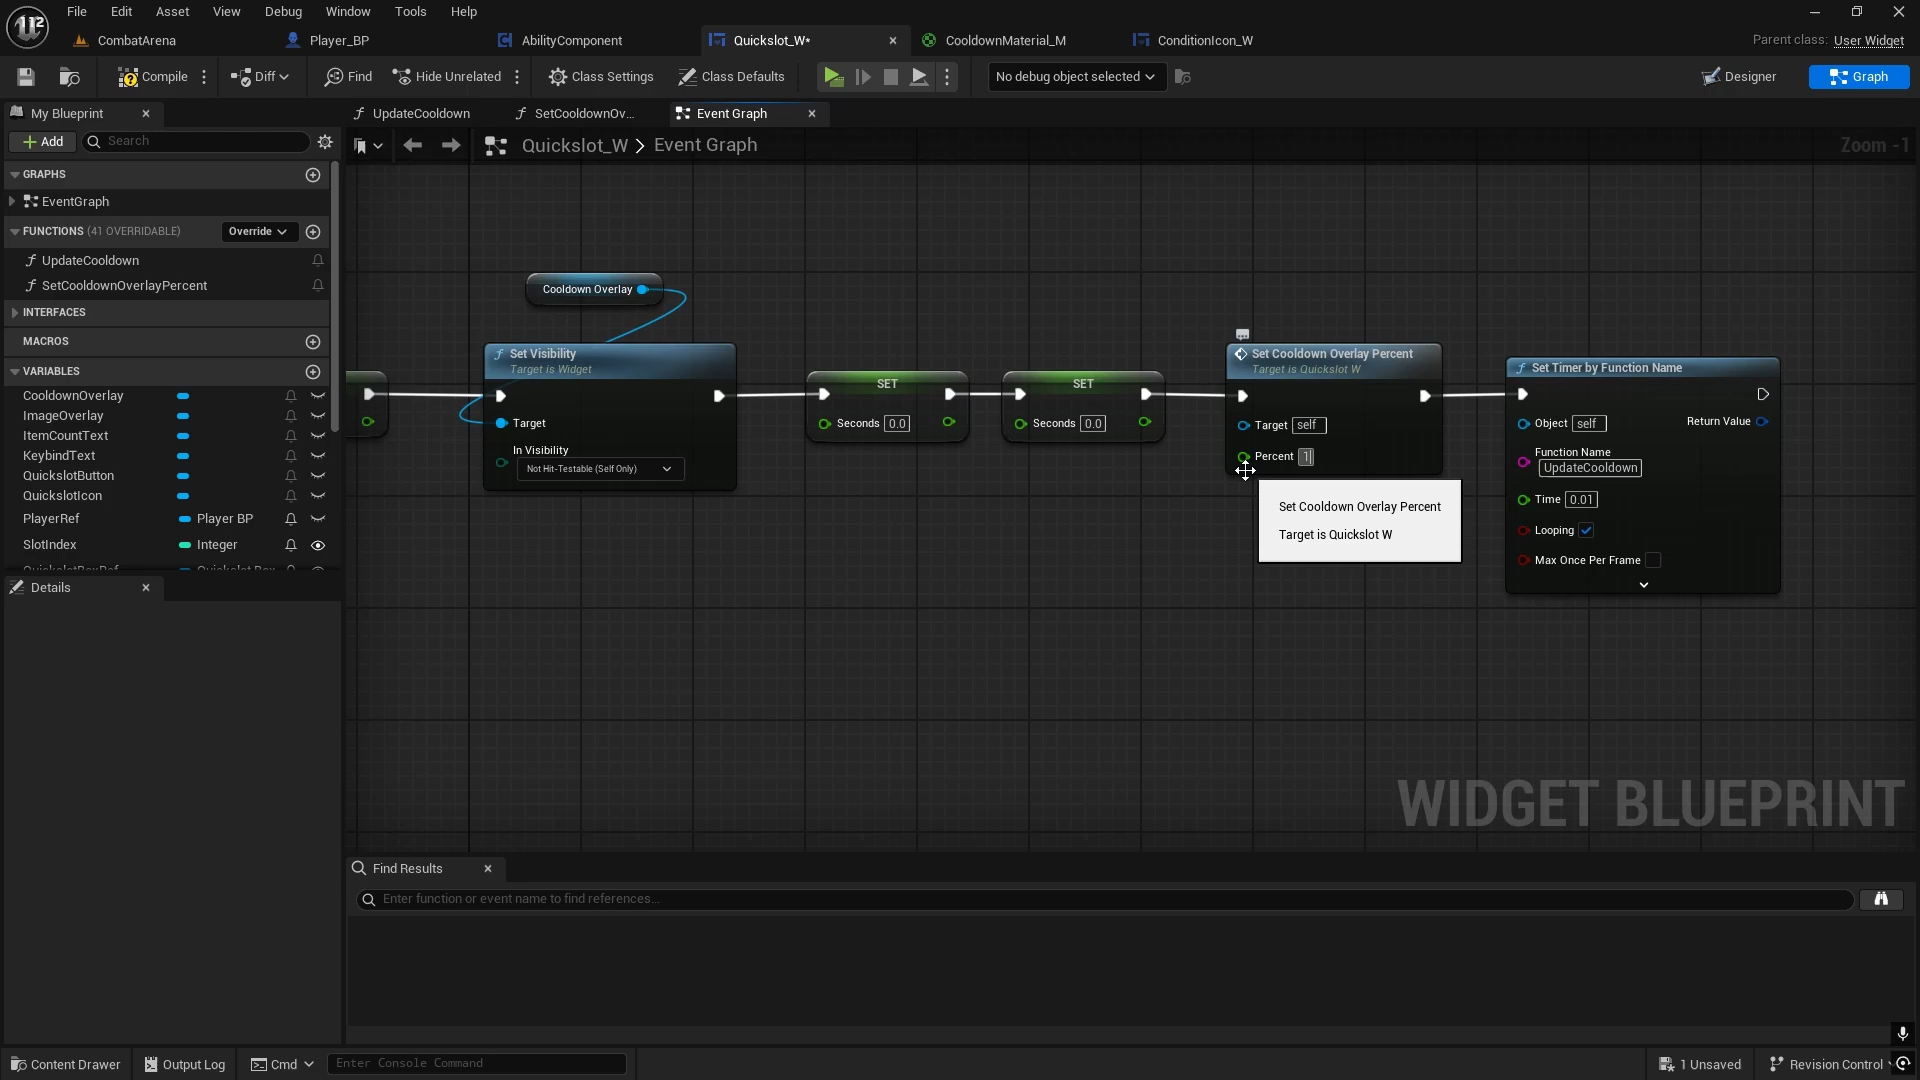 File Edit Asset View Debug Window Tools Help
CombatArena Player_BP AbilityComponent Quickslot_W* CooldownMaterial_M ConditionIcon_W Parent class: User Widget
Compile Diff Find Hide Unrelated Class Settings Class Defaults No debug object selected Designer Graph
My Blueprint UpdateCooldown SetCooldownOv... Event Graph
Add Search Quickslot_W > Event Graph Zoom -1
GRAPHS
EventGraph
FUNCTIONS (41 OVERRIDABLE) Override
UpdateCooldown
SetCooldownOverlayPercent
INTERFACES
MACROS
VARIABLES
CooldownOverlay
ImageOverlay
ItemCountText
KeybindText
QuickslotButton
QuickslotIcon
PlayerRef Player BP
SlotIndex Integer
QuickslotBoxRef Quickslot Box
Details
Cooldown Overlay
Set Visibility
Target is Widget
Target
In Visibility
Not Hit-Testable (Self Only)
SET
Seconds 0.0
SET
Seconds 0.0
Set Cooldown Overlay Percent
Target is Quickslot W
Target self
Percent 1
Set Cooldown Overlay Percent
Target is Quickslot W
Set Timer by Function Name
Object self Return Value
Function Name
UpdateCooldown
Time 0.01
Looping
Max Once Per Frame
WIDGET BLUEPRINT
Find Results
Enter function or event name to find references...
Content Drawer Output Log Cmd Enter Console Command 1 Unsaved Revision Control